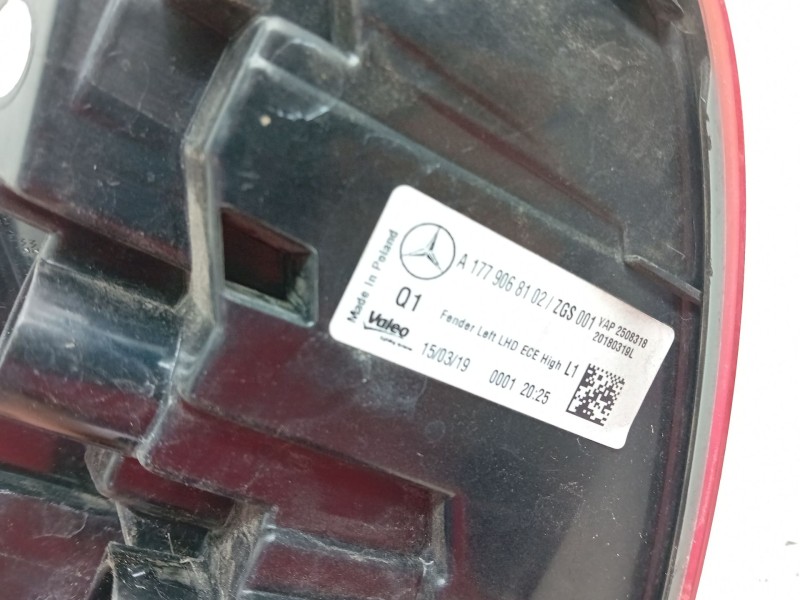 Made in Poland
A 177 906 81 02 / ZGS 001
YAP 2508318
20180319L
Q1
Fender Left LHD ECE High L1
Valeo
15/03/19
0001 20:25